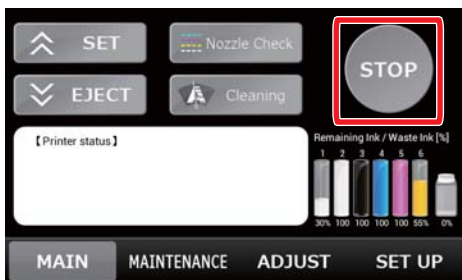 SET
Nozzle Check
STOP
EJECT
Cleaning
【Printer status】
Remaining Ink / Waste Ink [%]
1 2 3 4 5 6
30% 100 100 100 100 55% 0%
MAIN MAINTENANCE ADJUST SET UP